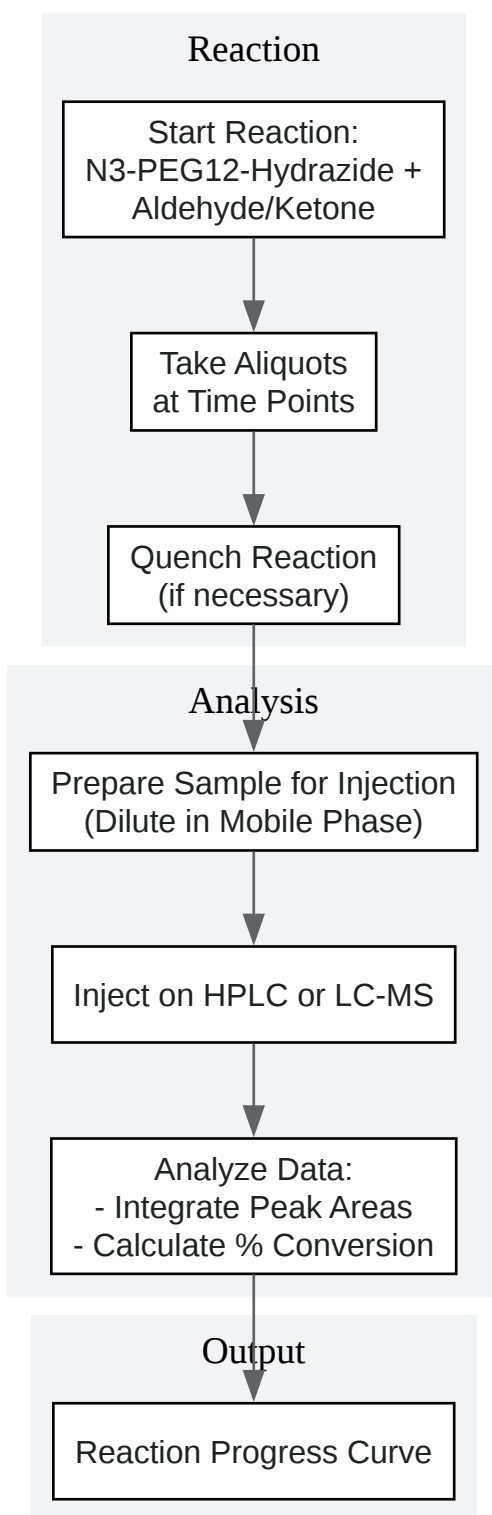 Reaction
Start Reaction:
N3-PEG12-Hydrazide +
Aldehyde/Ketone
Take Aliquots
at Time Points
Quench Reaction
(if necessary)
Analysis
Prepare Sample for Injection
(Dilute in Mobile Phase)
Inject on HPLC or LC-MS
Analyze Data:
- Integrate Peak Areas
- Calculate % Conversion
Output
Reaction Progress Curve